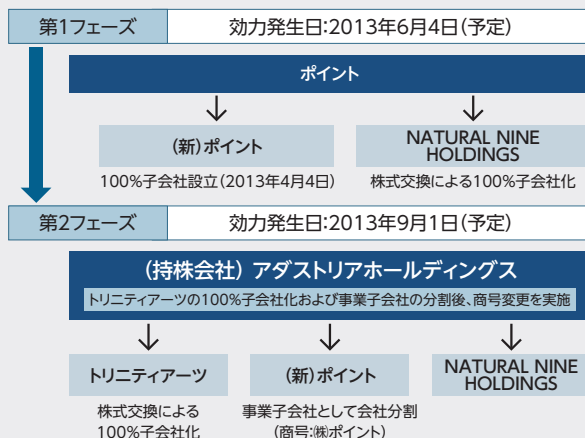 第1フェーズ 効力発生日:2013年6月4日(予定)
ポイント
(新)ポイント
100%子会社設立(2013年4月4日)
NATURAL NINE
HOLDINGS
株式交換による100%子会社化
第2フェーズ 効力発生日:2013年9月1日(予定)
(持株会社) アダストリアホールディングス
トリニティアーツの100%子会社化および事業子会社の分割後、商号変更を実施
トリニティアーツ
株式交換による
100%子会社化
(新)ポイント
事業子会社として会社分割
(商号:㈱ポイント)
NATURAL NINE
HOLDINGS